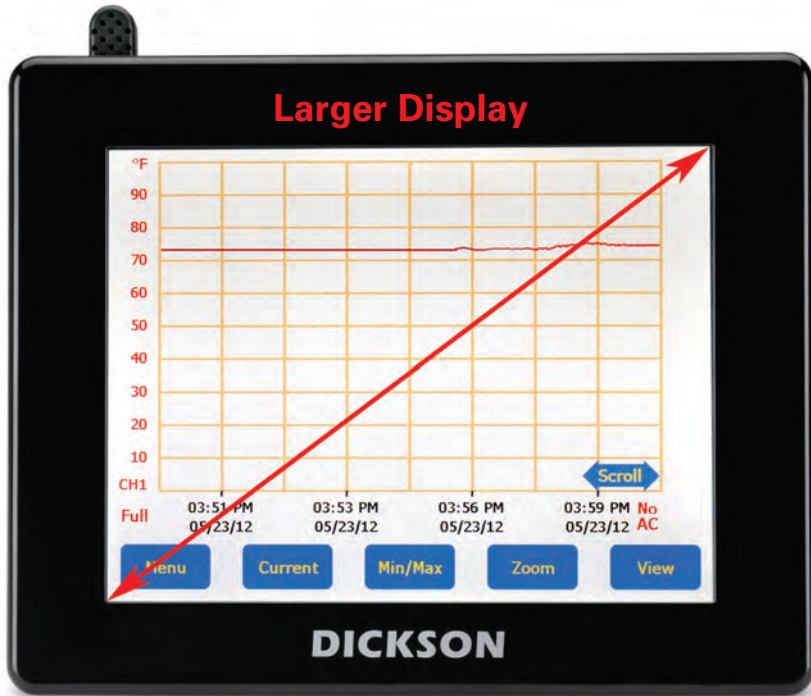 Larger Display
°F
90
80
70
60
50
40
30
20
10
CH1
Scroll
Full
03:51 PM 03:53 PM 03:56 PM 03:59 PM No
05/23/12 05/23/12 05/23/12 05/23/12 AC
Menu Current Min/Max Zoom View
DICKSON